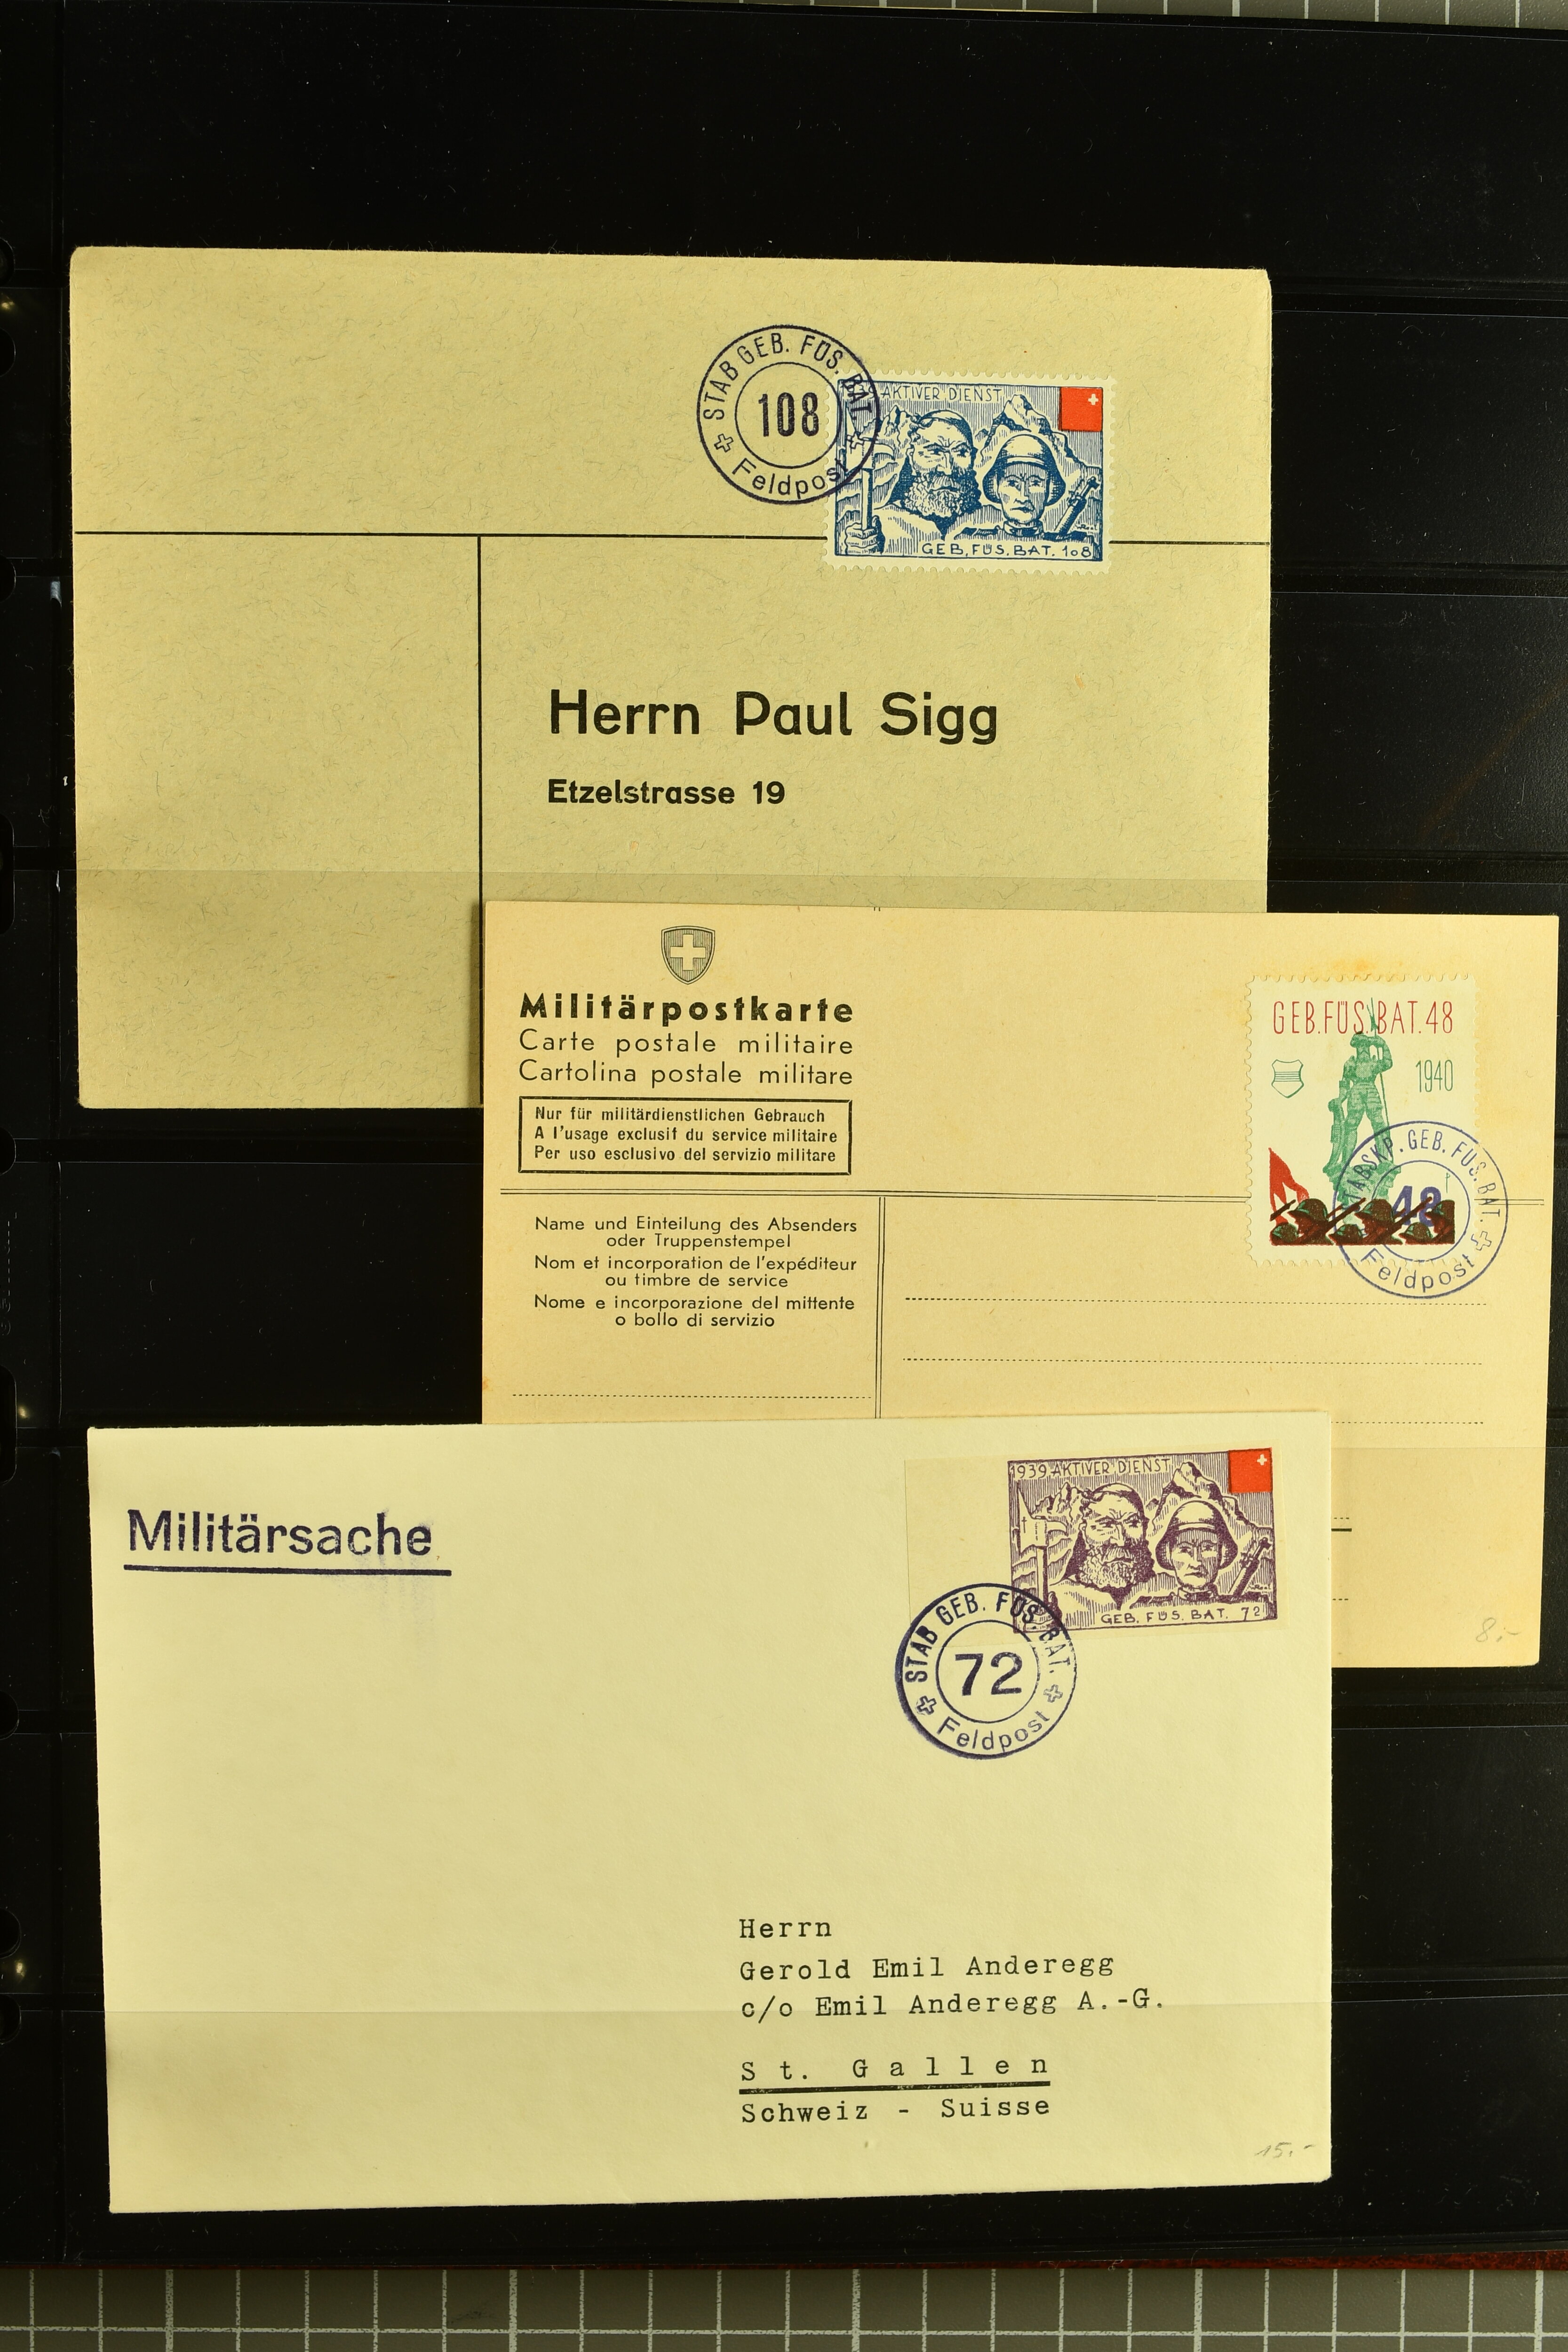 STAB GEB. FÜS. BAT.
108
Feldpost
1939 AKTIVER DIENST
GEB. FÜS. BAT. 108
Herrn Paul Sigg
Etzelstrasse 19
Militärpostkarte
Carte postale militaire
Cartolina postale militare
Nur für militärdienstlichen Gebrauch
A l'usage exclusif du service militaire
Per uso esclusivo del servizio militare
GEB.FÜS.BAT.48
1940
STABSKP. GEB. FÜS. BAT.
48
Feldpost
Name und Einteilung des Absenders
oder Truppenstempel
Nom et incorporation de l'expéditeur
ou timbre de service
Nome e incorporazione del mittente
o bollo di servizio
8.-
Militärsache
1939 AKTIVER DIENST
GEB. FÜS. BAT. 72
STAB GEB. FÜS. BAT.
72
Feldpost
Herrn
Gerold Emil Anderegg
c/o Emil Anderegg A.-G.
St. Gallen
Schweiz - Suisse
15.-